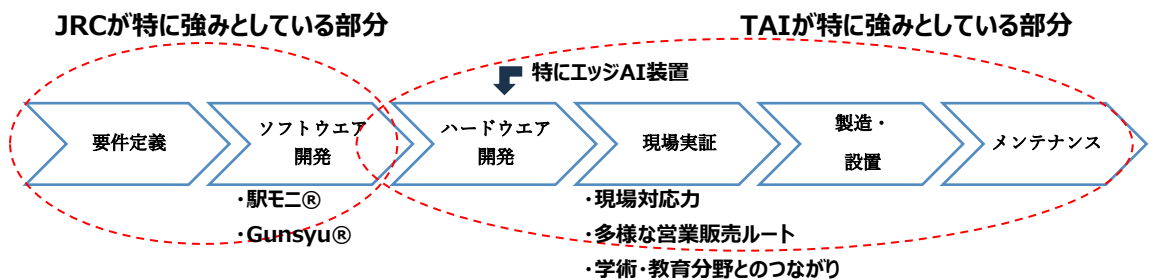 JRCが特に強みとしている部分
TAIが特に強みとしている部分
特にエッジAI装置
要件定義
ソフトウエア
開発
ハードウエア
開発
現場実証
製造・
設置
メンテナンス
・駅モニ®
・Gunsyu®
・現場対応力
・多様な営業販売ルート
・学術・教育分野とのつながり